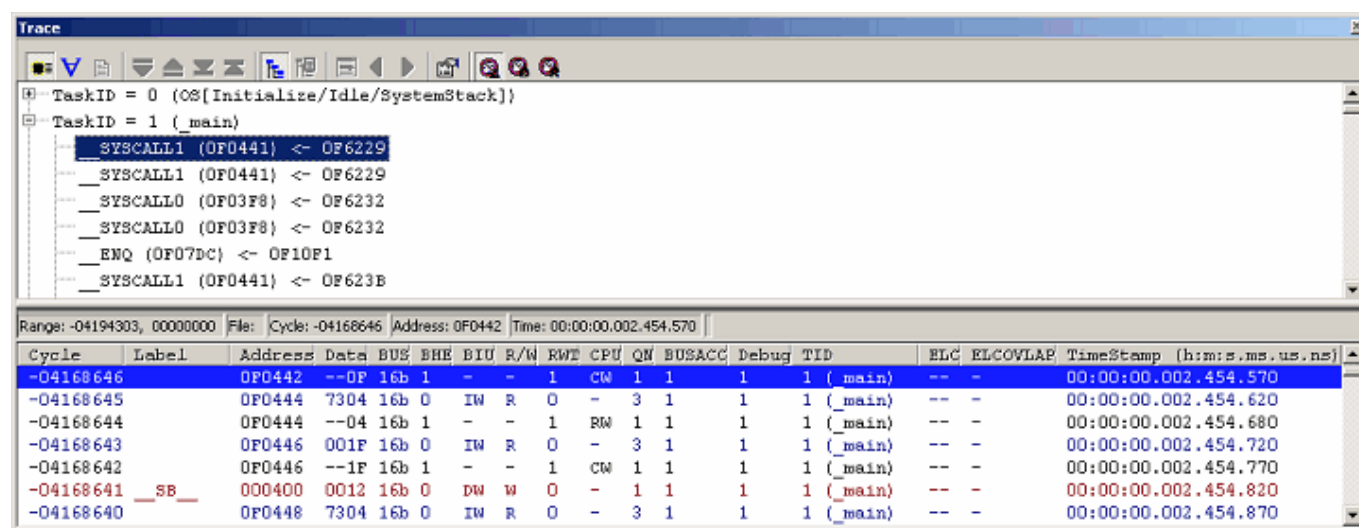 Trace
TaskID = 0 (OS[Initialize/Idle/SystemStack])
TaskID = 1 (_main)
__SYSCALL1 (0F0441) <- 0F6229
__SYSCALL1 (0F0441) <- 0F6229
__SYSCALL0 (0F03F8) <- 0F6232
__SYSCALL0 (0F03F8) <- 0F6232
__ENQ (0F07DC) <- 0F10F1
__SYSCALL1 (0F0441) <- 0F623B
Range: -04194303, 00000000 File: Cycle: -04168646 Address: 0F0442 Time: 00:00:00.002.454.570
Cycle Label Address Data BUS BHE BIU R/W RWT CPU QN BUSACC Debug TID ELC ELCOVLAP TimeStamp (h:m:s.ms.us.ns)
-04168646 0F0442 --0F 16b 1 - - 1 CW 1 1 1 1 (_main) -- - 00:00:00.002.454.570
-04168645 0F0444 7304 16b 0 IW R 0 - 3 1 1 1 (_main) -- - 00:00:00.002.454.620
-04168644 0F0444 --04 16b 1 - - 1 RW 1 1 1 1 (_main) -- - 00:00:00.002.454.680
-04168643 0F0446 001F 16b 0 IW R 0 - 3 1 1 1 (_main) -- - 00:00:00.002.454.720
-04168642 0F0446 --1F 16b 1 - - 1 CW 1 1 1 1 (_main) -- - 00:00:00.002.454.770
-04168641 __SB__ 000400 0012 16b 0 DW W 0 - 1 1 1 1 (_main) -- - 00:00:00.002.454.820
-04168640 0F0448 7304 16b 0 IW R 0 - 3 1 1 1 (_main) -- - 00:00:00.002.454.870